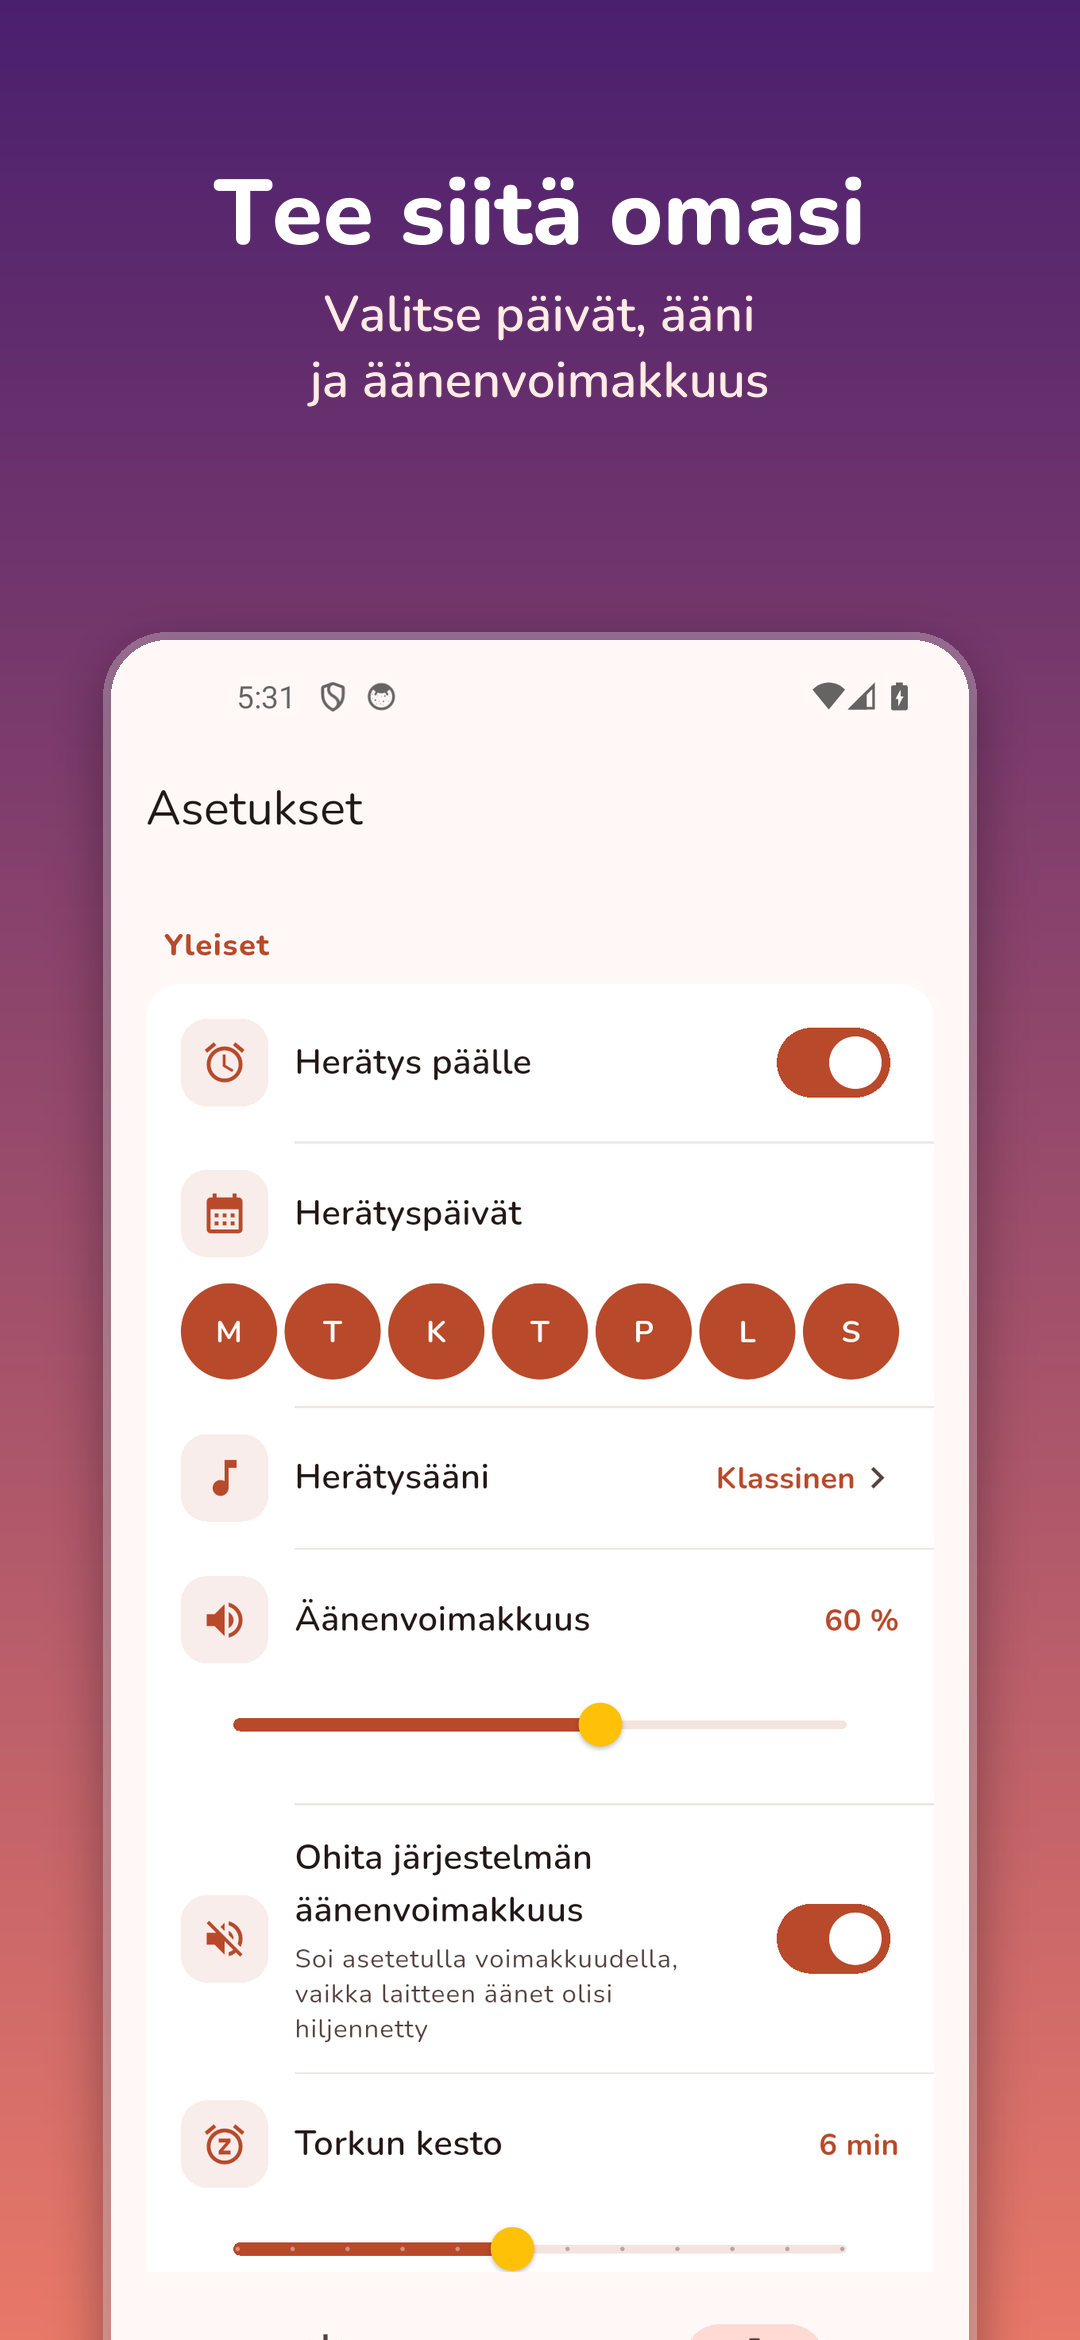 Tee siitä omasi
Valitse päivät, ääni
ja äänenvoimakkuus
5:31
Asetukset
Yleiset
Herätys päälle
Herätyspäivät
M T K T P L S
Herätysääni Klassinen
Äänenvoimakkuus 60 %
Ohita järjestelmän
äänenvoimakkuus
Soi asetetulla voimakkuudella,
vaikka laitteen äänet olisi
hiljennetty
Torkun kesto 6 min